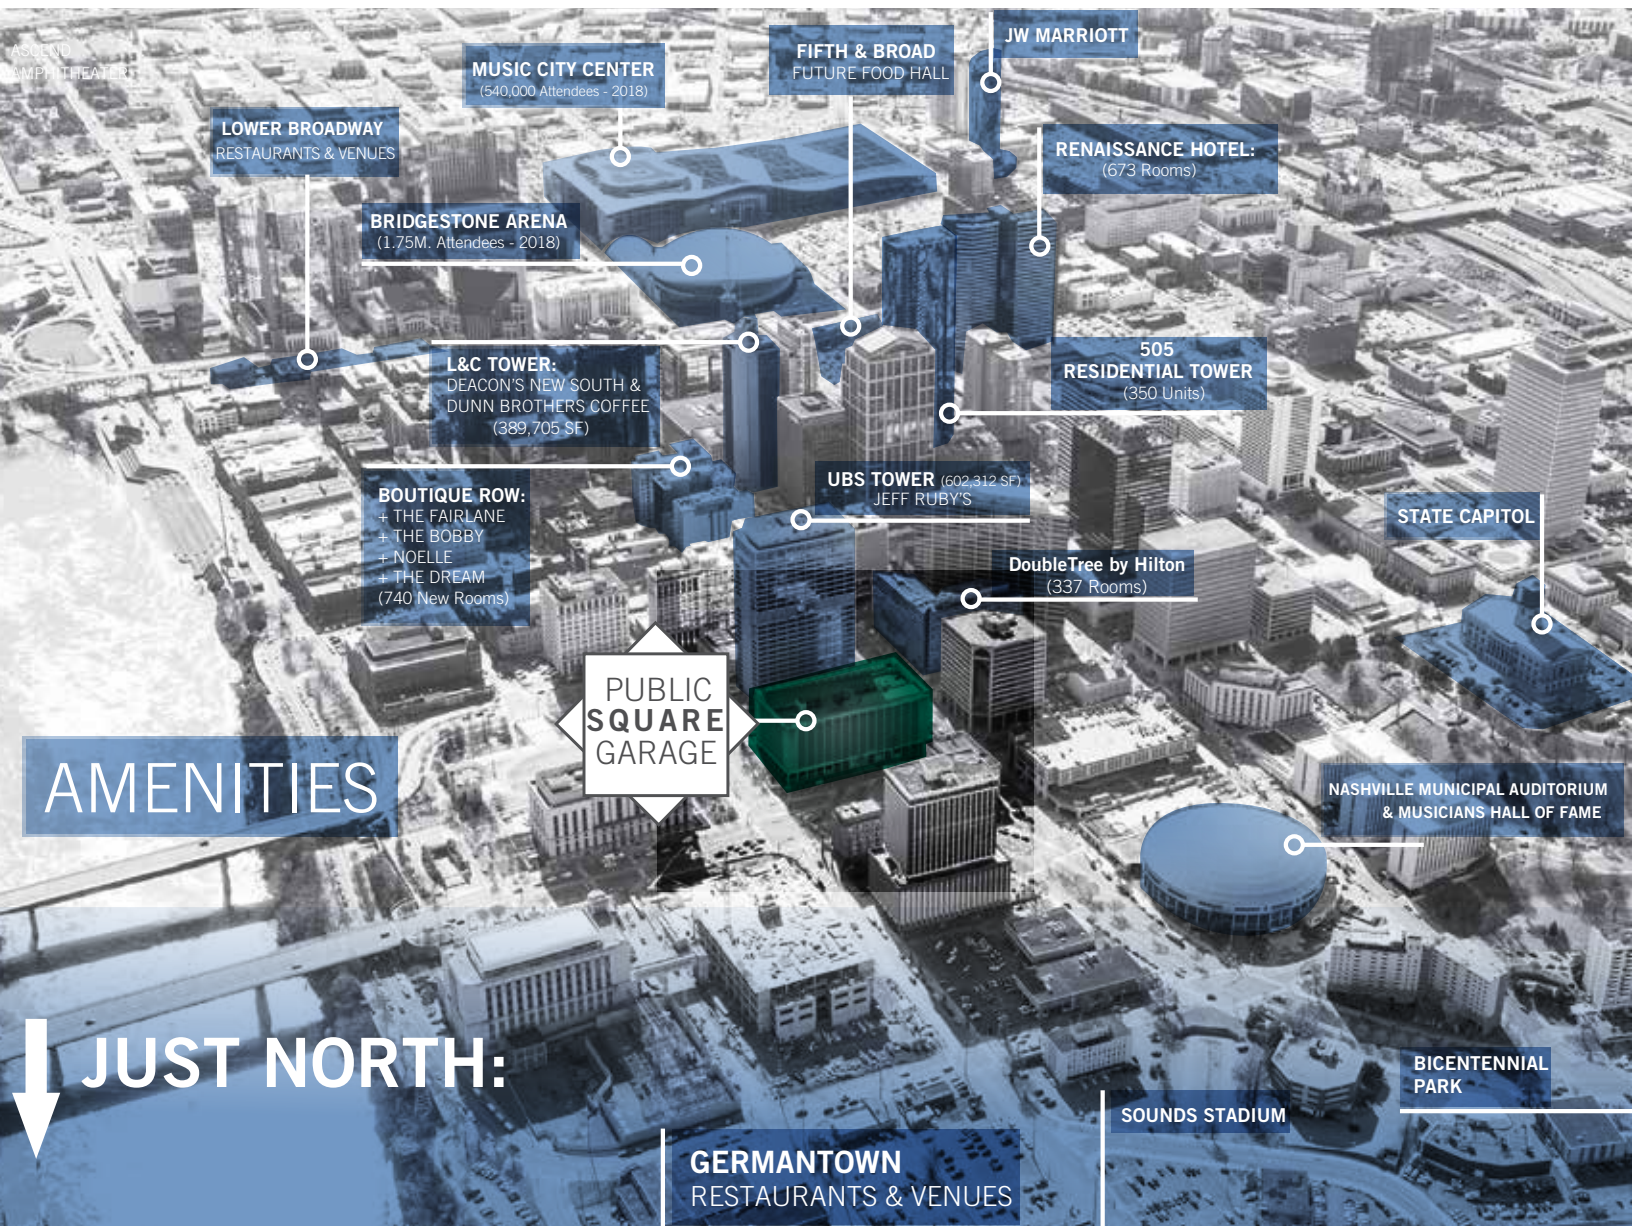 ASCEND
AMPHITHEATER
LOWER BROADWAY
RESTAURANTS & VENUES
MUSIC CITY CENTER
(540,000 Attendees - 2018)
FIFTH & BROAD
FUTURE FOOD HALL
JW MARRIOTT
RENAISSANCE HOTEL:
(673 Rooms)
BRIDGESTONE ARENA
(1.75M. Attendees - 2018)
L&C TOWER:
DEACON'S NEW SOUTH &
DUNN BROTHERS COFFEE
(389,705 SF)
505
RESIDENTIAL TOWER
(350 Units)
BOUTIQUE ROW:
+ THE FAIRLANE
+ THE BOBBY
+ NOELLE
+ THE DREAM
(740 New Rooms)
UBS TOWER (602,312 SF)
JEFF RUBY'S
STATE CAPITOL
DoubleTree by Hilton
(337 Rooms)
PUBLIC
SQUARE
GARAGE
AMENITIES
NASHVILLE MUNICIPAL AUDITORIUM
& MUSICIANS HALL OF FAME
JUST NORTH:
GERMANTOWN
RESTAURANTS & VENUES
SOUNDS STADIUM
BICENTENNIAL
PARK